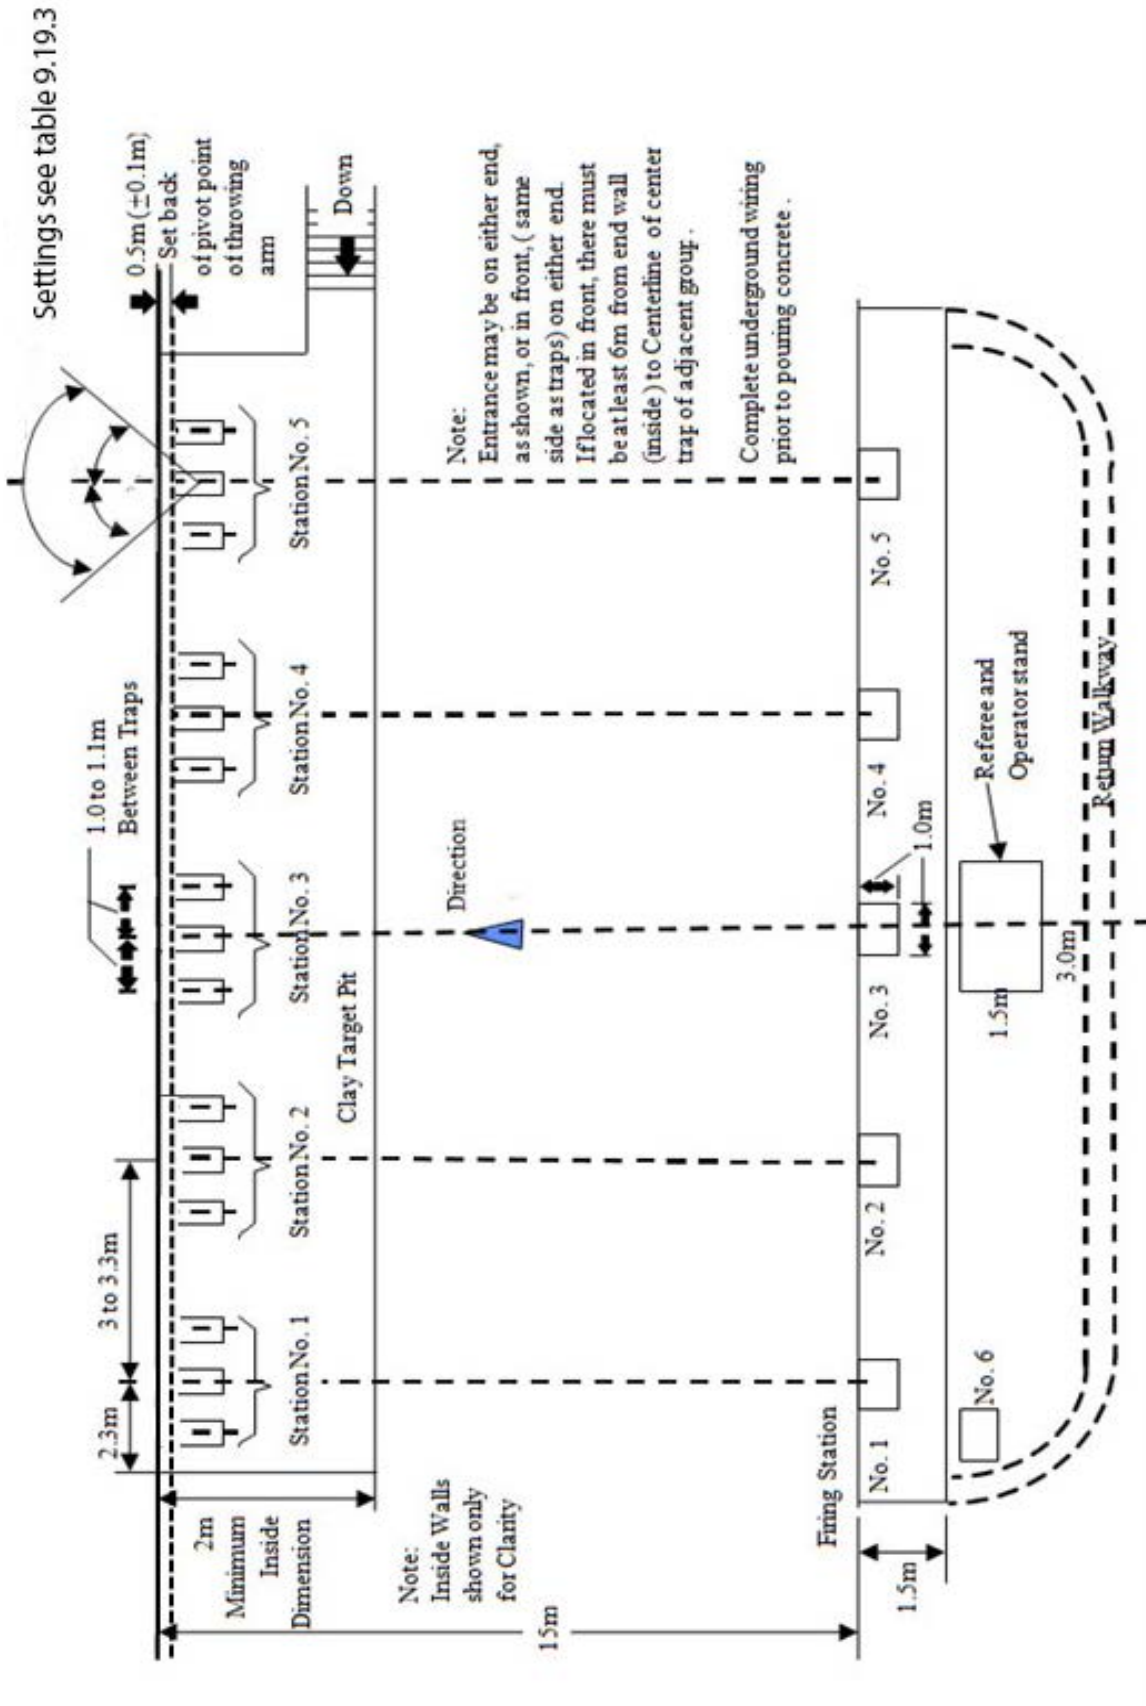 Settings see table 9.19.3
0.5m (±0.1m)
Set back
of pivot point
of throwing
arm
Down
1.0 to 1.1m
Between Traps
3 to 3.3m
2.3m
Station No. 1
Station No. 2
Station No. 3
Station No. 4
Station No. 5
2m
Minimum
Inside
Dimension
Clay Target Pit
Note:
Inside Walls
shown only
for Clarity
Direction
Note:
Entrance may be on either end,
as shown, or in front, ( same
side as traps) on either end.
If located in front, there must
be at least 6m from end wall
(inside ) to Centerline of center
trap of adjacent group .
Complete underground wing
prior to pouring concrete .
15m
Firing Station
No. 1
No. 2
No. 3
No. 4
No. 5
1.0m
1.5m
No. 6
1.5m
3.0m
Referee and
Operator stand
Return Walkway